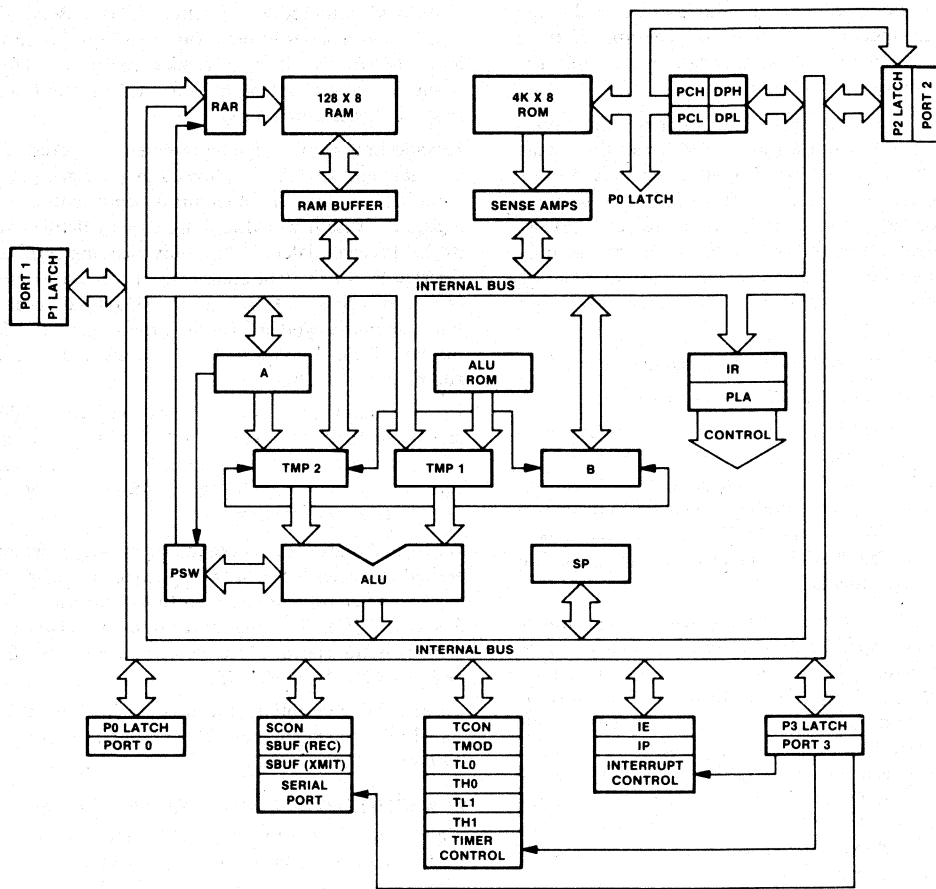 RAR
128 X 8
RAM
4K X 8
ROM
PCH
DPH
PCL
DPL
P2 LATCH
PORT 2
RAM BUFFER
SENSE AMPS
P0 LATCH
PORT 1
P1 LATCH
INTERNAL BUS
A
ALU
ROM
IR
PLA
CONTROL
TMP 2
TMP 1
B
PSW
ALU
SP
INTERNAL BUS
P0 LATCH
PORT 0
SCON
SBUF (REC)
SBUF (XMIT)
SERIAL
PORT
TCON
TMOD
TL0
TH0
TL1
TH1
TIMER
CONTROL
IE
IP
INTERRUPT
CONTROL
P3 LATCH
PORT 3